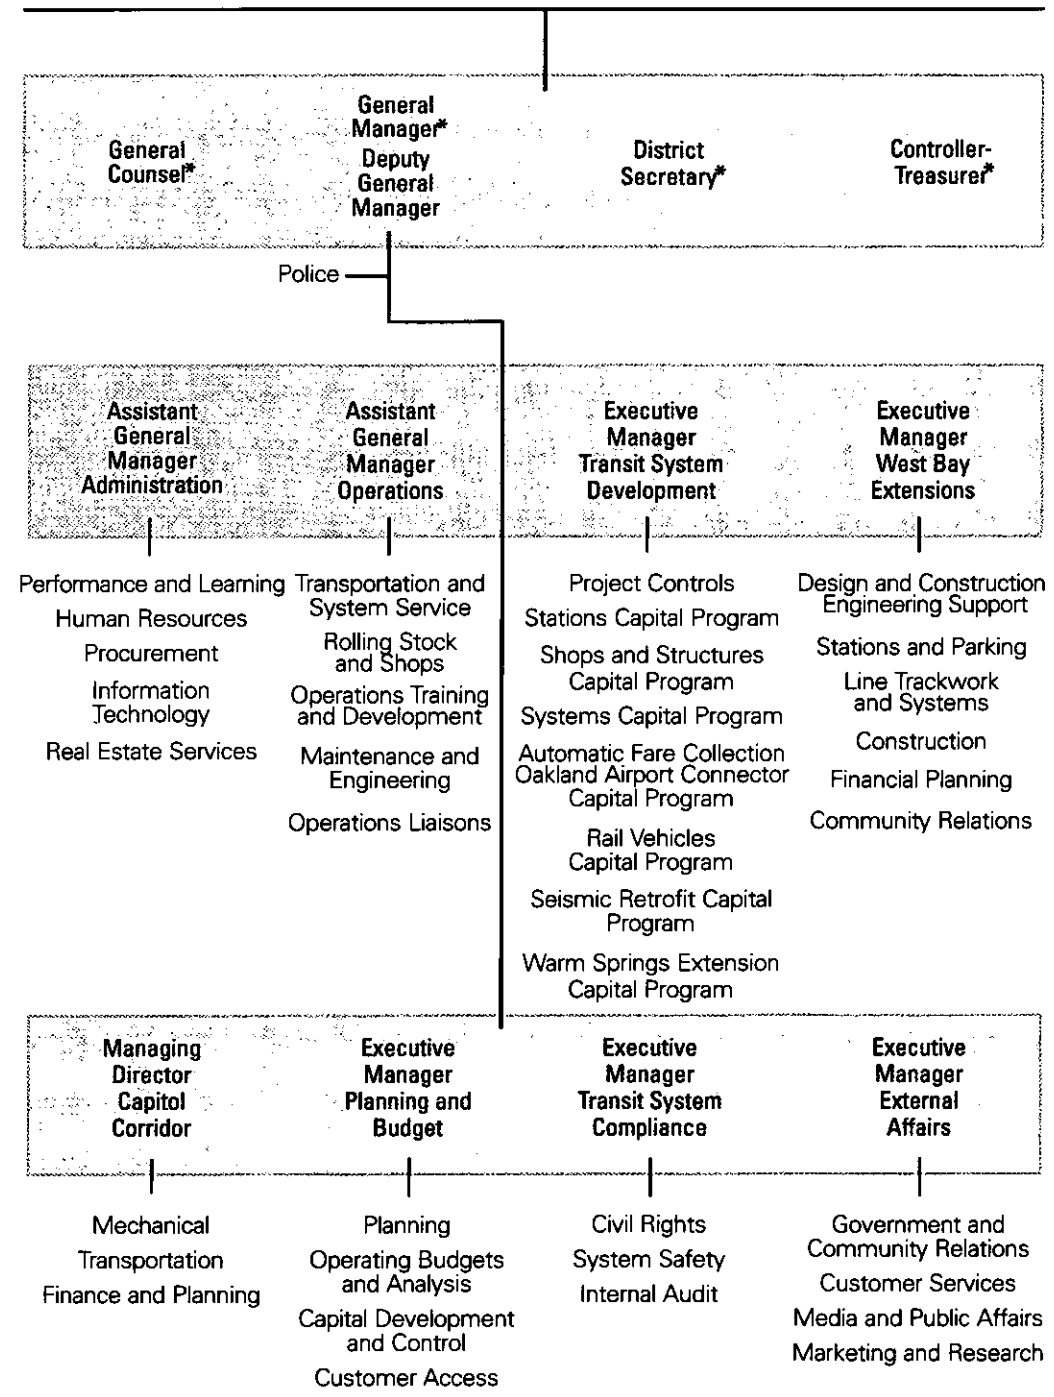 General
Counsel*
General
Manager*
Deputy
General
Manager
District
Secretary*
Controller-
Treasurer*
Police
Assistant
General
Manager
Administration
Assistant
General
Manager
Operations
Executive
Manager
Transit System
Development
Executive
Manager
West Bay
Extensions
Performance and Learning
Human Resources
Procurement
Information
Technology
Real Estate Services
Transportation and
System Service
Rolling Stock
and Shops
Operations Training
and Development
Maintenance and
Engineering
Operations Liaisons
Project Controls
Stations Capital Program
Shops and Structures
Capital Program
Systems Capital Program
Automatic Fare Collection
Oakland Airport Connector
Capital Program
Rail Vehicles
Capital Program
Seismic Retrofit Capital
Program
Warm Springs Extension
Capital Program
Design and Construction
Engineering Support
Stations and Parking
Line Trackwork
and Systems
Construction
Financial Planning
Community Relations
Managing
Director
Capitol
Corridor
Executive
Manager
Planning and
Budget
Executive
Manager
Transit System
Compliance
Executive
Manager
External
Affairs
Mechanical
Transportation
Finance and Planning
Planning
Operating Budgets
and Analysis
Capital Development
and Control
Customer Access
Civil Rights
System Safety
Internal Audit
Government and
Community Relations
Customer Services
Media and Public Affairs
Marketing and Research